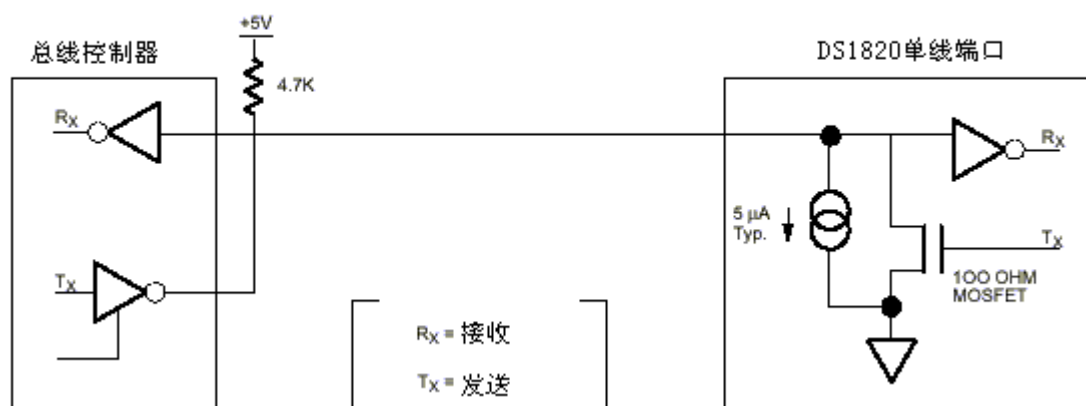 +5V
总线控制器
DS1820单线端口
4.7K
RX
RX
5 µA
Typ.
TX
TX
100 OHM
MOSFET
RX = 接收
TX = 发送